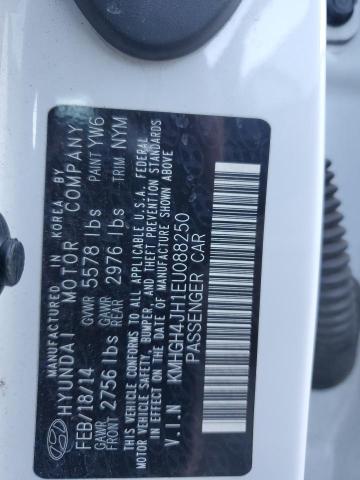 MANUFACTURED IN KOREA BY
HYUNDAI MOTOR COMPANY
FEB/18/14 GVWR 5578 lbs PAINT YW6
GAWR FRONT 2756 lbs GAWR REAR 2976 lbs TRIM NYM
THIS VEHICLE CONFORMS TO ALL APPLICABLE U.S.A. FEDERAL
MOTOR VEHICLE SAFETY, BUMPER, AND THEFT PREVENTION STANDARDS
IN EFFECT ON THE DATE OF MANUFACTURE SHOWN ABOVE
V.I.N KMHGH4JH1EU088250
PASSENGER CAR